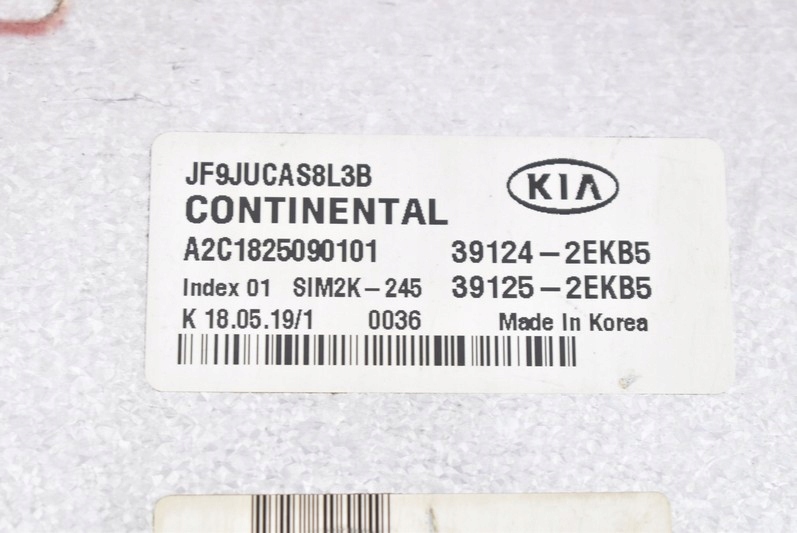 JF9JUCAS8L3B
KIA
CONTINENTAL
A2C1825090101 39124-2EKB5
Index 01 SIM2K-245 39125-2EKB5
K 18.05.19/1 0036 Made In Korea